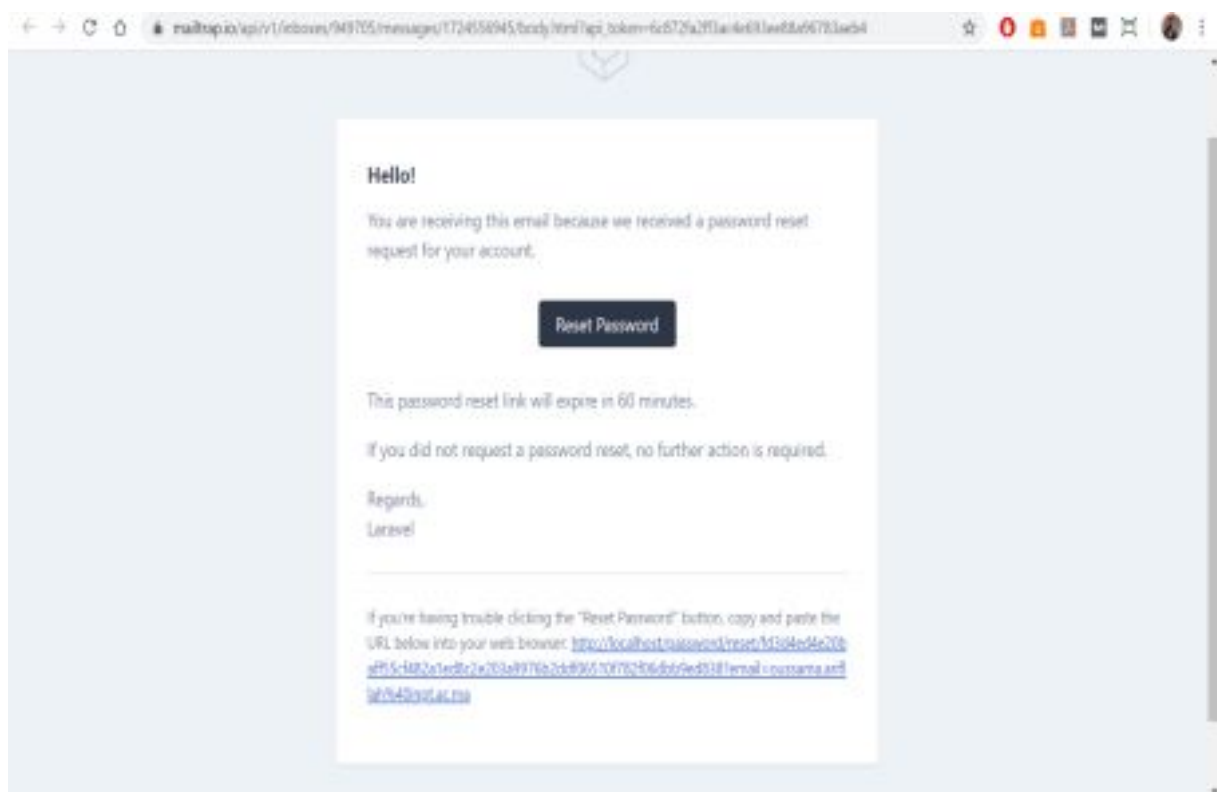 Hello!
You are receiving this email because we received a password reset
request for your account.
Reset Password
This password reset link will expire in 60 minutes.
If you did not request a password reset, no further action is required.
Regards,
Laravel
If you're having trouble clicking the "Reset Password" button, copy and paste the
URL below into your web browser: